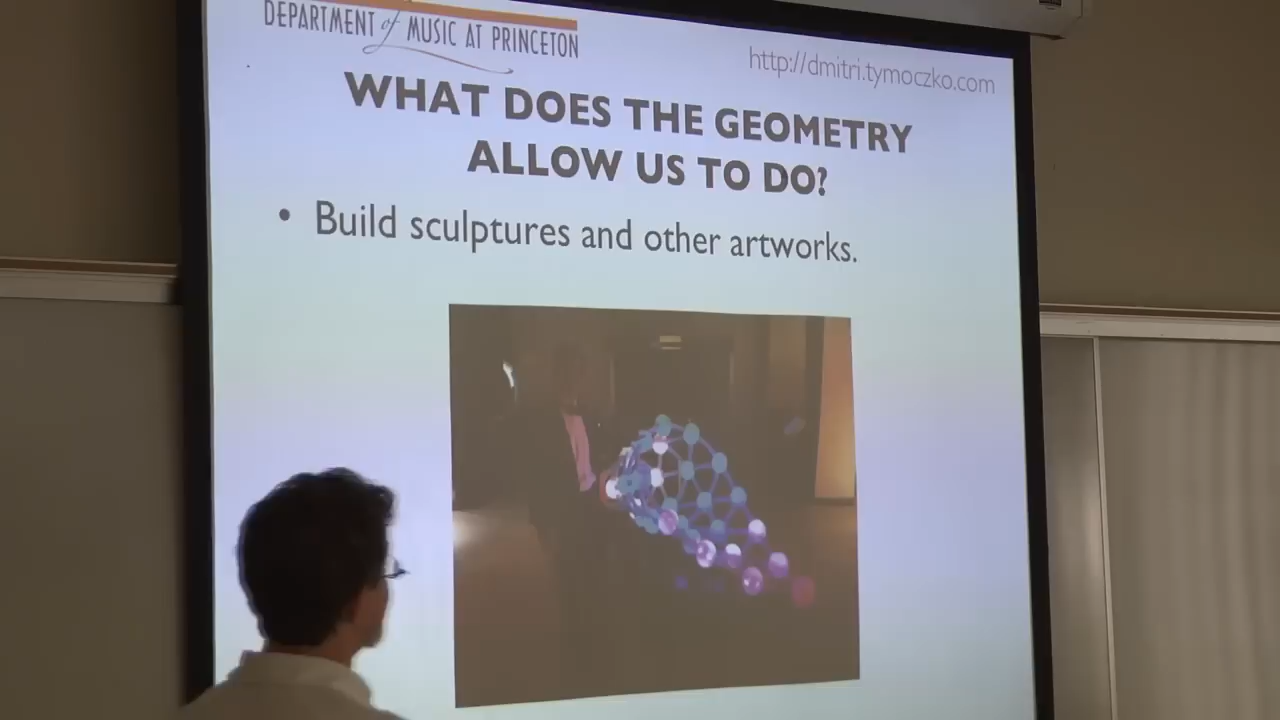 DEPARTMENT of MUSIC AT PRINCETON
http://dmitri.tymoczko.com
WHAT DOES THE GEOMETRY
ALLOW US TO DO?
• Build sculptures and other artworks.